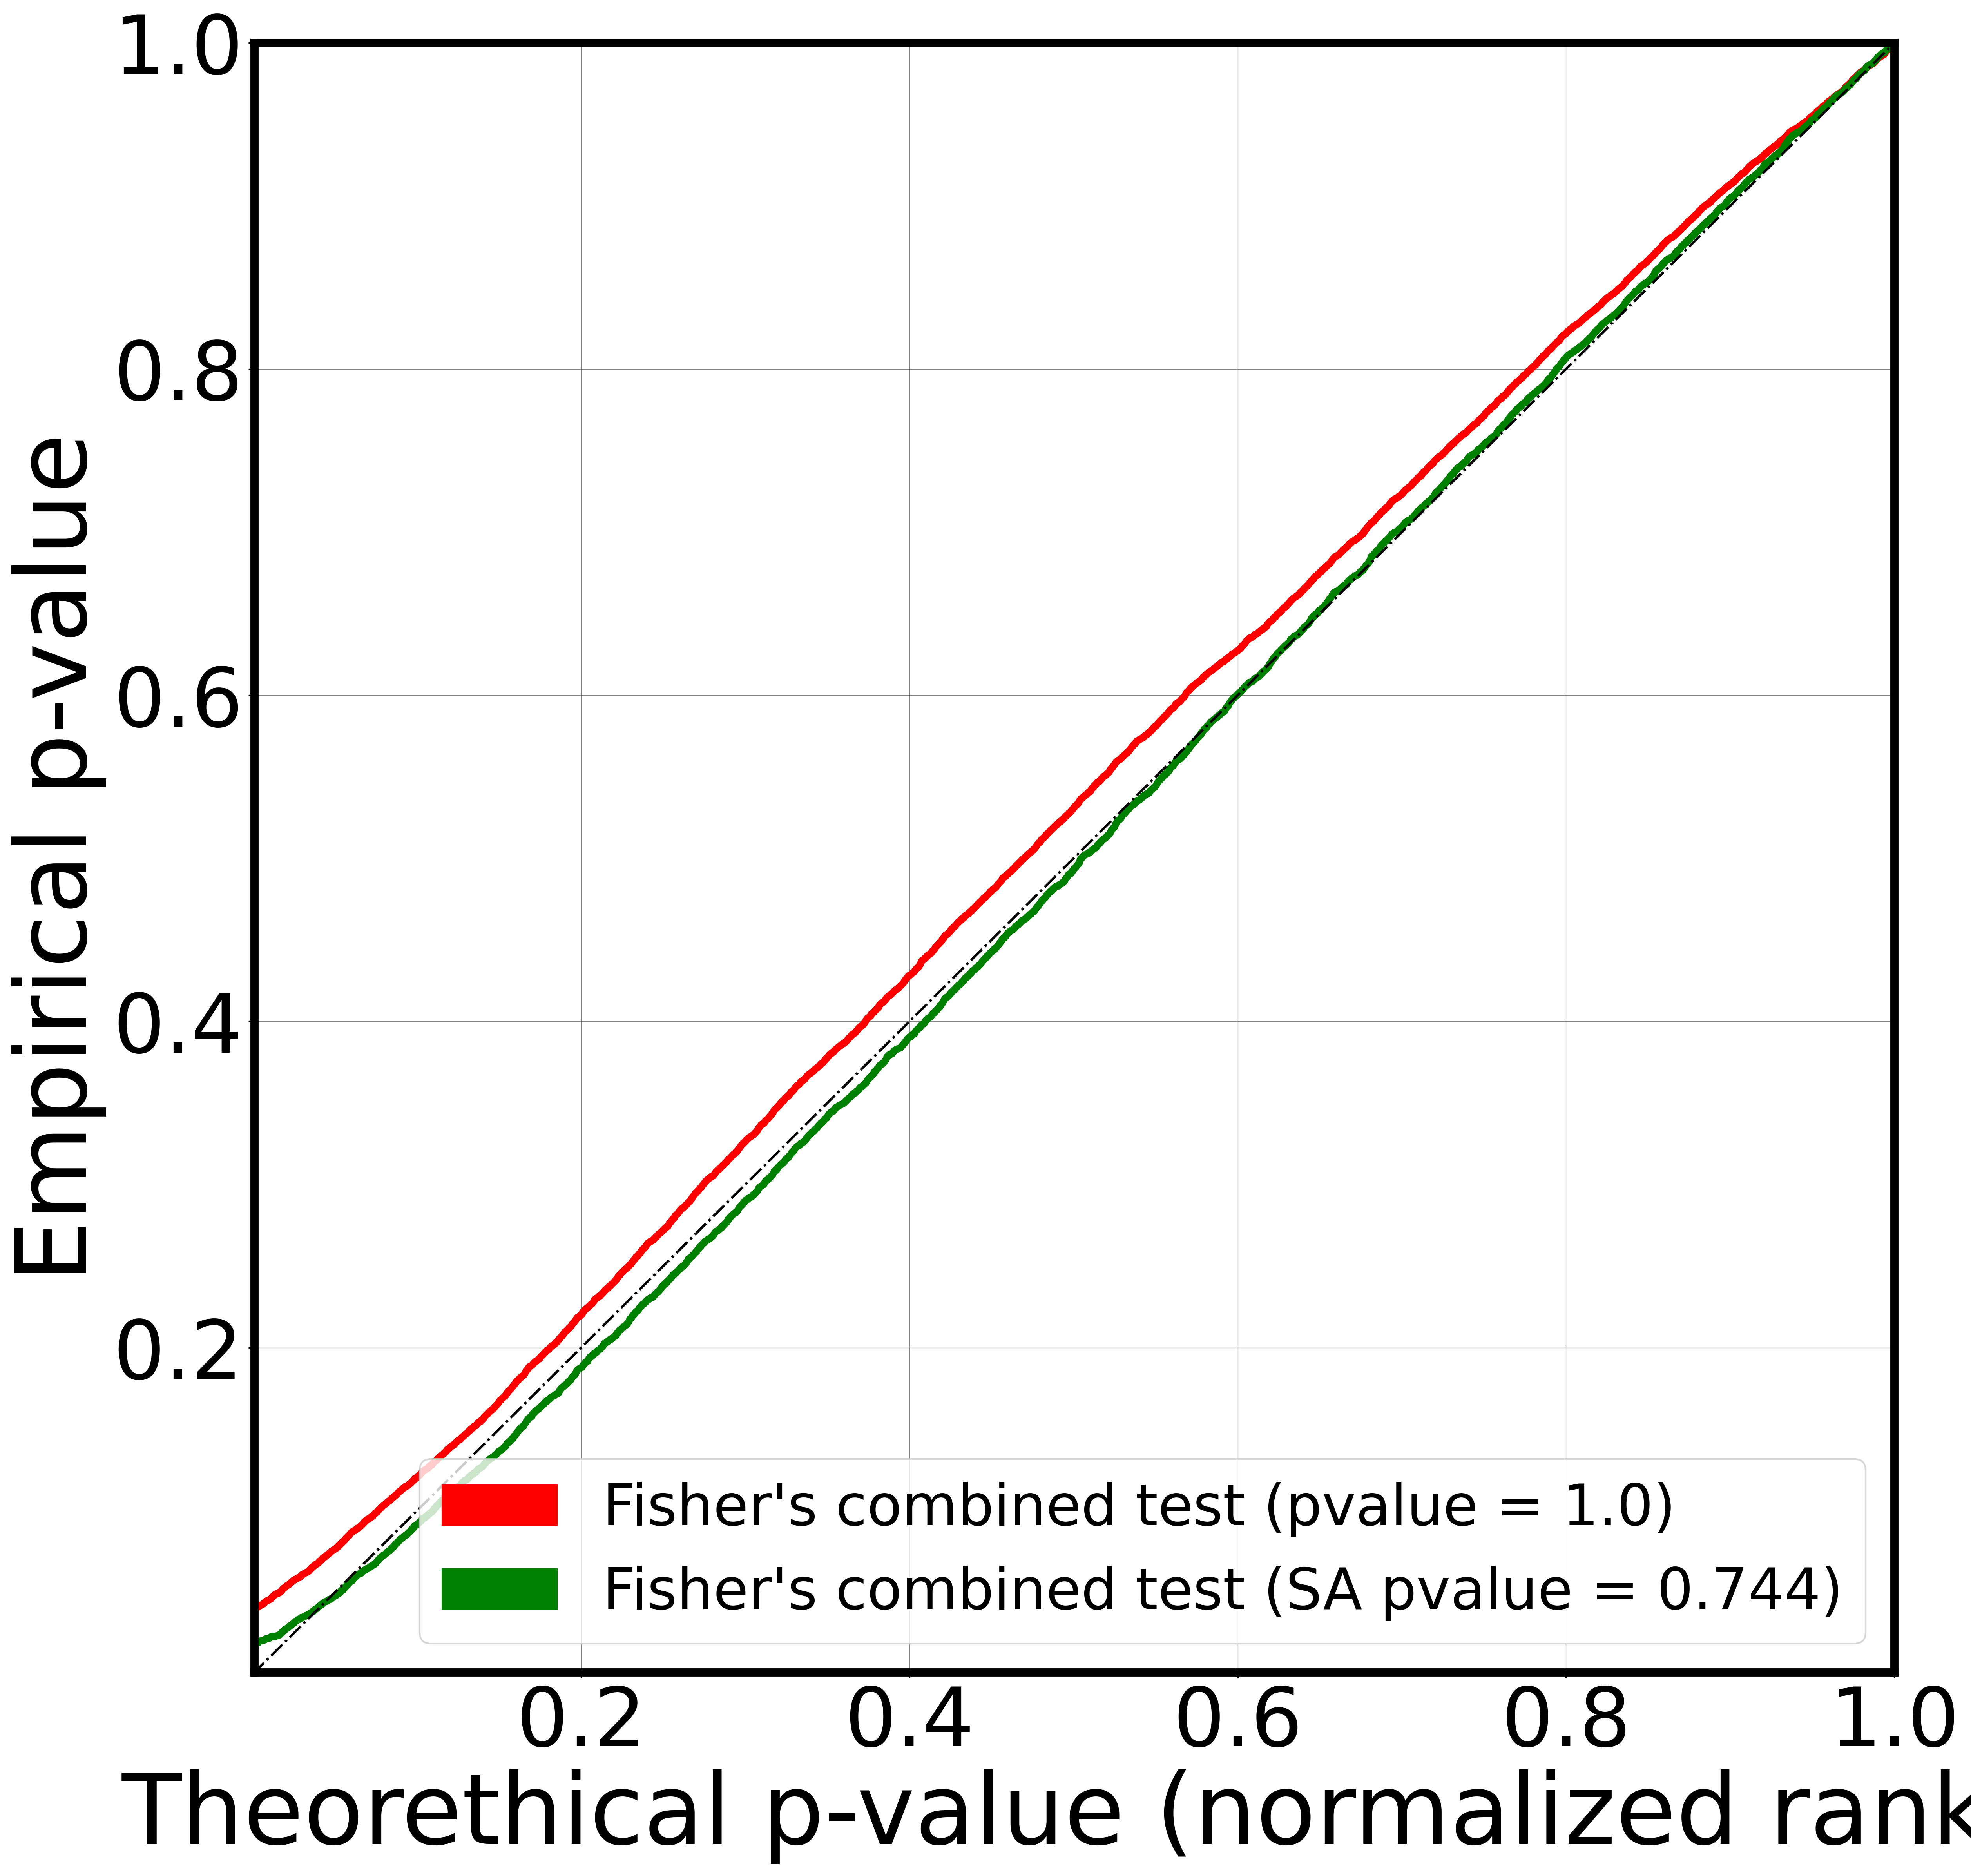 1.0
0.8
0.6
0.4
0.2
Empirical p-value
Fisher's combined test (pvalue = 1.0)
Fisher's combined test (SA pvalue = 0.744)
0.2 0.4 0.6 0.8 1.0
Theorethical p-value (normalized rank